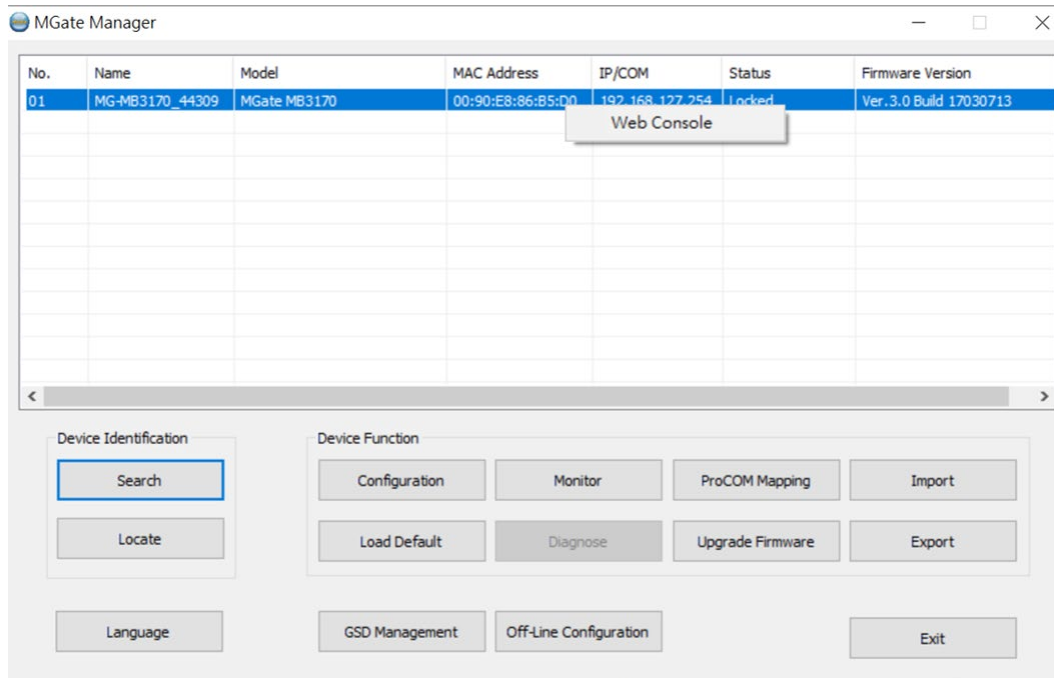 MGate Manager
No. Name Model MAC Address IP/COM Status Firmware Version
01 MG-MB3170_44309 MGate MB3170 00:90:E8:86:B5:D0 192.168.127.254 Locked Ver.3.0 Build 17030713
Web Console
Device Identification Device Function
Search Configuration Monitor ProCOM Mapping Import
Locate Load Default Diagnose Upgrade Firmware Export
Language GSD Management Off-Line Configuration Exit